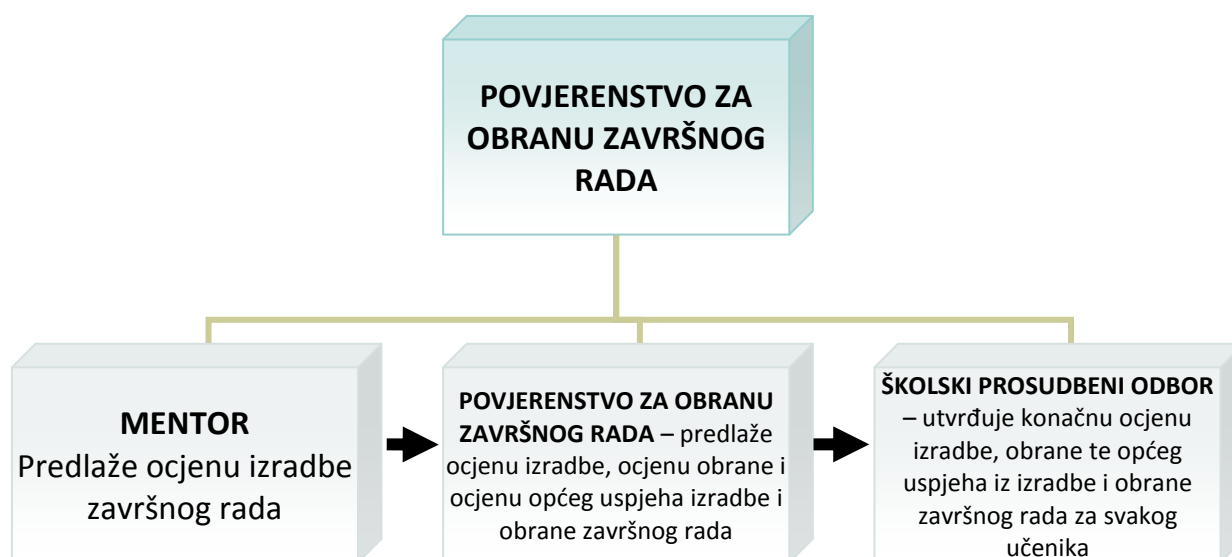 POVJERENSTVO ZA
OBRANU ZAVRŠNOG
RADA
MENTOR
Predlaže ocjenu izradbe
završnog rada
POVJERENSTVO ZA OBRANU
ZAVRŠNOG RADA – predlaže
ocjenu izradbe, ocjenu obrane i
ocjenu općeg uspjeha izradbe i
obrane završnog rada
ŠKOLSKI PROSUDBENI ODBOR
– utvrđuje konačnu ocjenu
izradbe, obrane te općeg
uspjeha iz izradbe i obrane
završnog rada za svakog
učenika